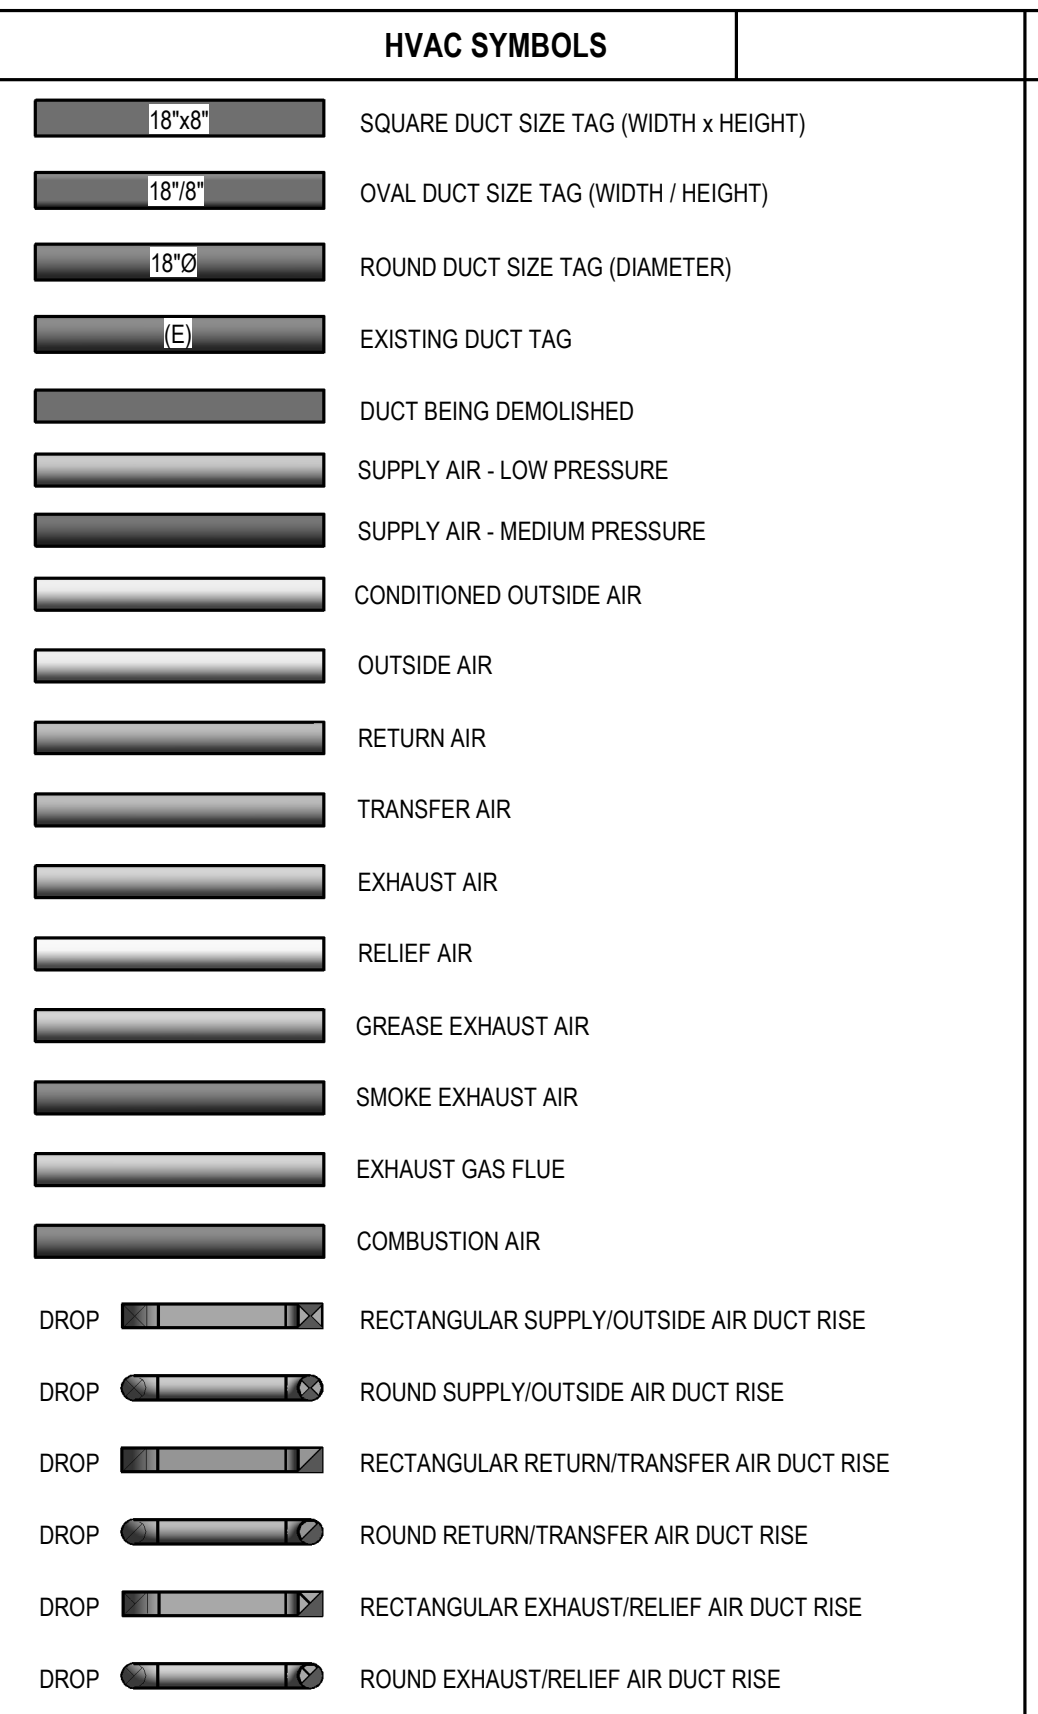 HVAC SYMBOLS
18"x8" SQUARE DUCT SIZE TAG (WIDTH x HEIGHT)
18"/8" OVAL DUCT SIZE TAG (WIDTH / HEIGHT)
18"Ø ROUND DUCT SIZE TAG (DIAMETER)
(E) EXISTING DUCT TAG
DUCT BEING DEMOLISHED
SUPPLY AIR - LOW PRESSURE
SUPPLY AIR - MEDIUM PRESSURE
CONDITIONED OUTSIDE AIR
OUTSIDE AIR
RETURN AIR
TRANSFER AIR
EXHAUST AIR
RELIEF AIR
GREASE EXHAUST AIR
SMOKE EXHAUST AIR
EXHAUST GAS FLUE
COMBUSTION AIR
DROP RECTANGULAR SUPPLY/OUTSIDE AIR DUCT RISE
DROP ROUND SUPPLY/OUTSIDE AIR DUCT RISE
DROP RECTANGULAR RETURN/TRANSFER AIR DUCT RISE
DROP ROUND RETURN/TRANSFER AIR DUCT RISE
DROP RECTANGULAR EXHAUST/RELIEF AIR DUCT RISE
DROP ROUND EXHAUST/RELIEF AIR DUCT RISE